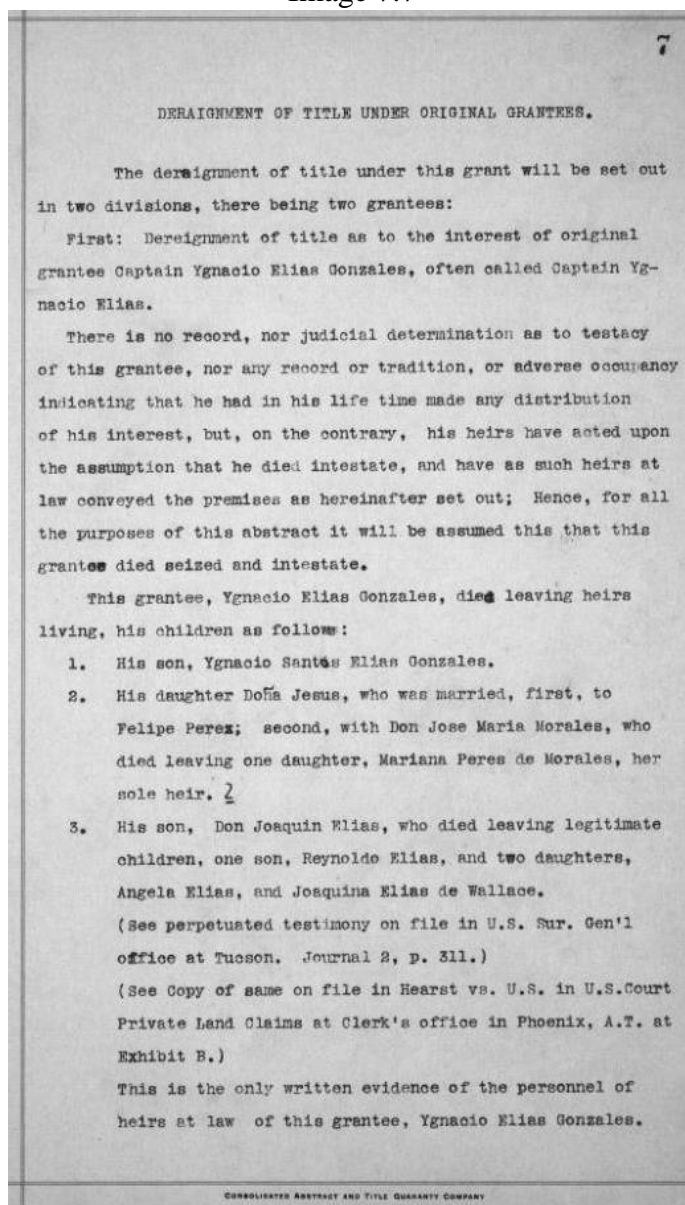 7
DERAIGNMENT OF TITLE UNDER ORIGINAL GRANTEES.
The deraignment of title under this grant will be set out
in two divisions, there being two grantees:
First: Dereignment of title as to the interest of original
grantee Captain Ygnacio Elias Gonzales, often called Captain Yg-
nacio Elias.
There is no record, nor judicial determination as to testacy
of this grantee, nor any record or tradition, or adverse occupancy
indicating that he had in his life time made any distribution
of his interest, but, on the contrary, his heirs have acted upon
the assumption that he died intestate, and have as such heirs at
law conveyed the premises as hereinafter set out; Hence, for all
the purposes of this abstract it will be assumed this that this
grantee died seized and intestate.
This grantee, Ygnacio Elias Gonzales, died leaving heirs
living, his children as follows:
1. His son, Ygnacio Santos Elias Gonzales.
2. His daughter Doña Jesus, who was married, first, to
Felipe Perez; second, with Don Jose Maria Morales, who
died leaving one daughter, Mariana Peres de Morales, her
sole heir. ?
3. His son, Don Joaquin Elias, who died leaving legitimate
children, one son, Reynoldo Elias, and two daughters,
Angela Elias, and Joaquina Elias de Wallace.
(See perpetuated testimony on file in U.S. Sur. Gen'l
office at Tucson. Journal 2, p. 311.)
(See Copy of same on file in Hearst vs. U.S. in U.S.Court
Private Land Claims at Clerk's office in Phoenix, A.T. at
Exhibit B.)
This is the only written evidence of the personnel of
heirs at law of this grantee, Ygnacio Elias Gonzales.
CONSOLIDATED ABSTRACT AND TITLE GUARANTY COMPANY